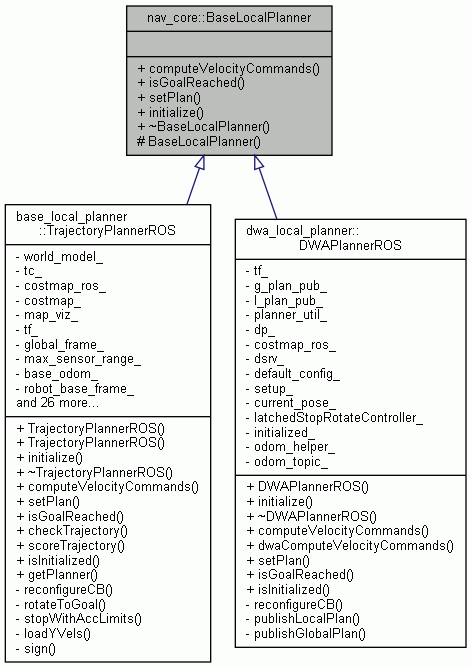 nav_core::BaseLocalPlanner
+ computeVelocityCommands()
+ isGoalReached()
+ setPlan()
+ initialize()
+ ~BaseLocalPlanner()
# BaseLocalPlanner()
base_local_planner
::TrajectoryPlannerROS
- world_model_
- tc_
- costmap_ros_
- costmap_
- map_viz_
- tf_
- global_frame_
- max_sensor_range_
- base_odom_
- robot_base_frame_
and 26 more...
+ TrajectoryPlannerROS()
+ TrajectoryPlannerROS()
+ initialize()
+ ~TrajectoryPlannerROS()
+ computeVelocityCommands()
+ setPlan()
+ isGoalReached()
+ checkTrajectory()
+ scoreTrajectory()
+ isInitialized()
+ getPlanner()
- reconfigureCB()
- rotateToGoal()
- stopWithAccLimits()
- loadYVels()
- sign()
dwa_local_planner::
DWAPlannerROS
- tf_
- g_plan_pub_
- l_plan_pub_
- planner_util_
- dp_
- costmap_ros_
- dsrv_
- default_config_
- setup_
- current_pose_
- latchedStopRotateController_
- initialized_
- odom_helper_
- odom_topic_
+ DWAPlannerROS()
+ initialize()
+ ~DWAPlannerROS()
+ computeVelocityCommands()
+ dwaComputeVelocityCommands()
+ setPlan()
+ isGoalReached()
+ isInitialized()
- reconfigureCB()
- publishLocalPlan()
- publishGlobalPlan()